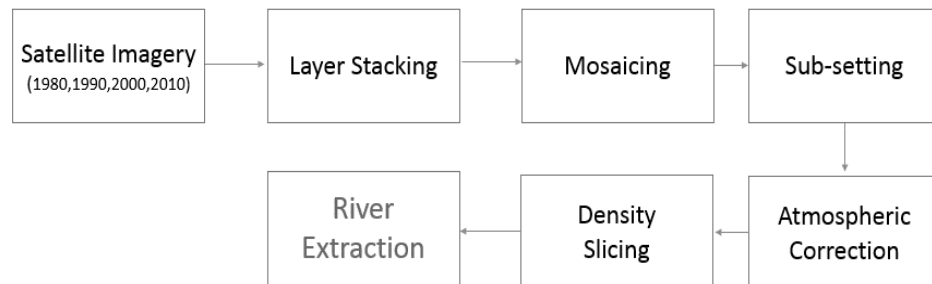 Satellite Imagery
(1980,1990,2000,2010)
Layer Stacking
Mosaicing
Sub-setting
Atmospheric
Correction
Density
Slicing
River
Extraction